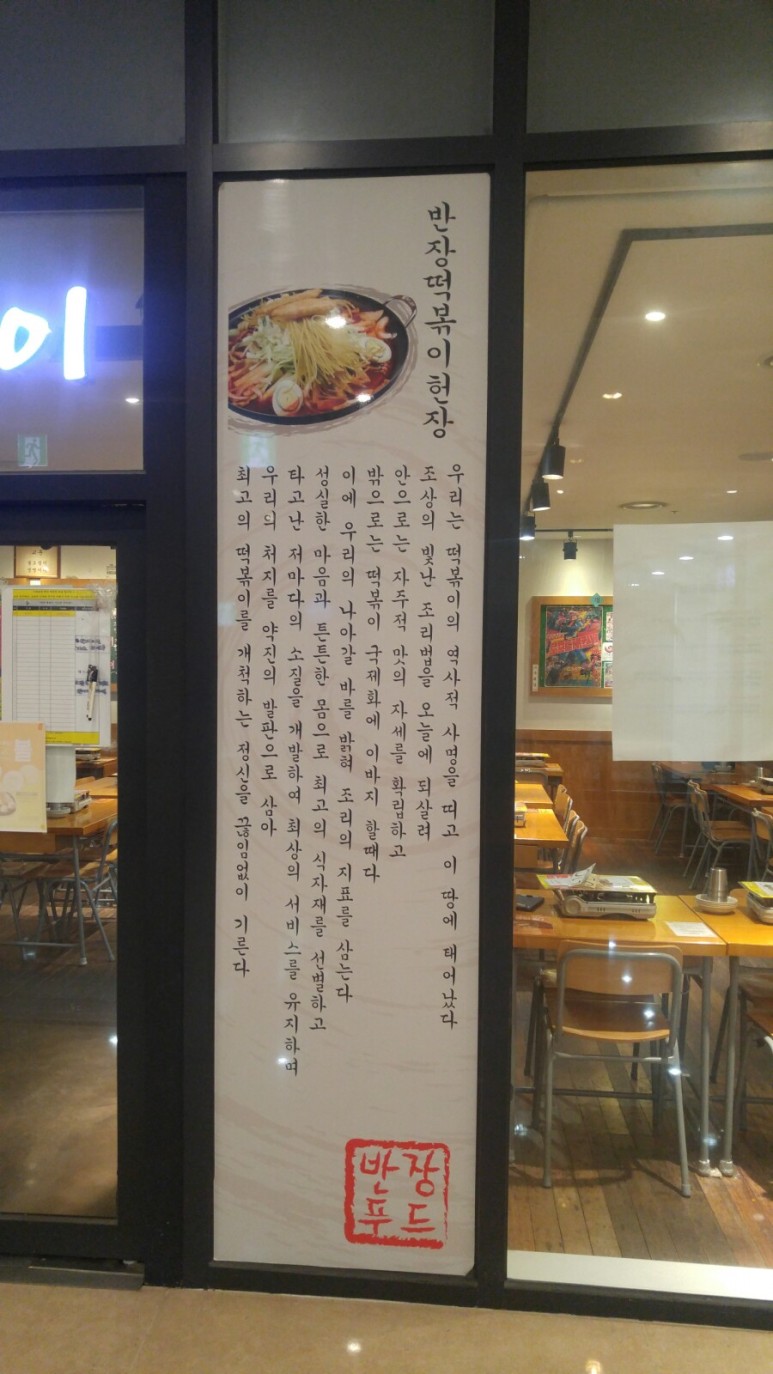 반장떡볶이헌장
우리는 떡볶이의 역사적 사명을 띠고 이 땅에 태어났다
조상의 빛난 조리법을 오늘에 되살려
안으로는 자주적 맛의 자세를 확립하고
밖으로는 떡볶이 국제화에 이바지 할때다
이에 우리의 나아갈 바를 밝혀 조리의 지표를 삼는다
성실한 마음과 튼튼한 몸으로 최고의 식자재를 선별하고
타고난 저마다의 소질을 개발하여 최상의 서비스를 유지하며
우리의 처지를 약진의 발판으로 삼아
최고의 떡볶이를 개척하는 정신을 끊임없이 기른다
반장
푸드
이